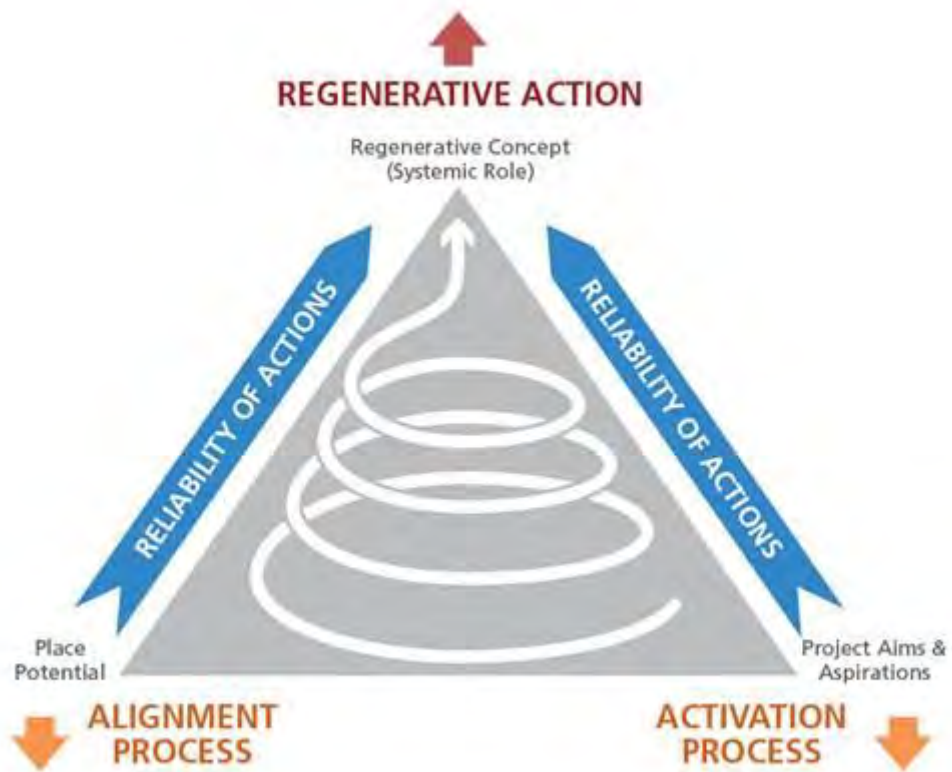 REGENERATIVE ACTION
Regenerative Concept
(Systemic Role)
RELIABILITY OF ACTIONS
RELIABILITY OF ACTIONS
Place
Potential
Project Aims &
Aspirations
ALIGNMENT
PROCESS
ACTIVATION
PROCESS